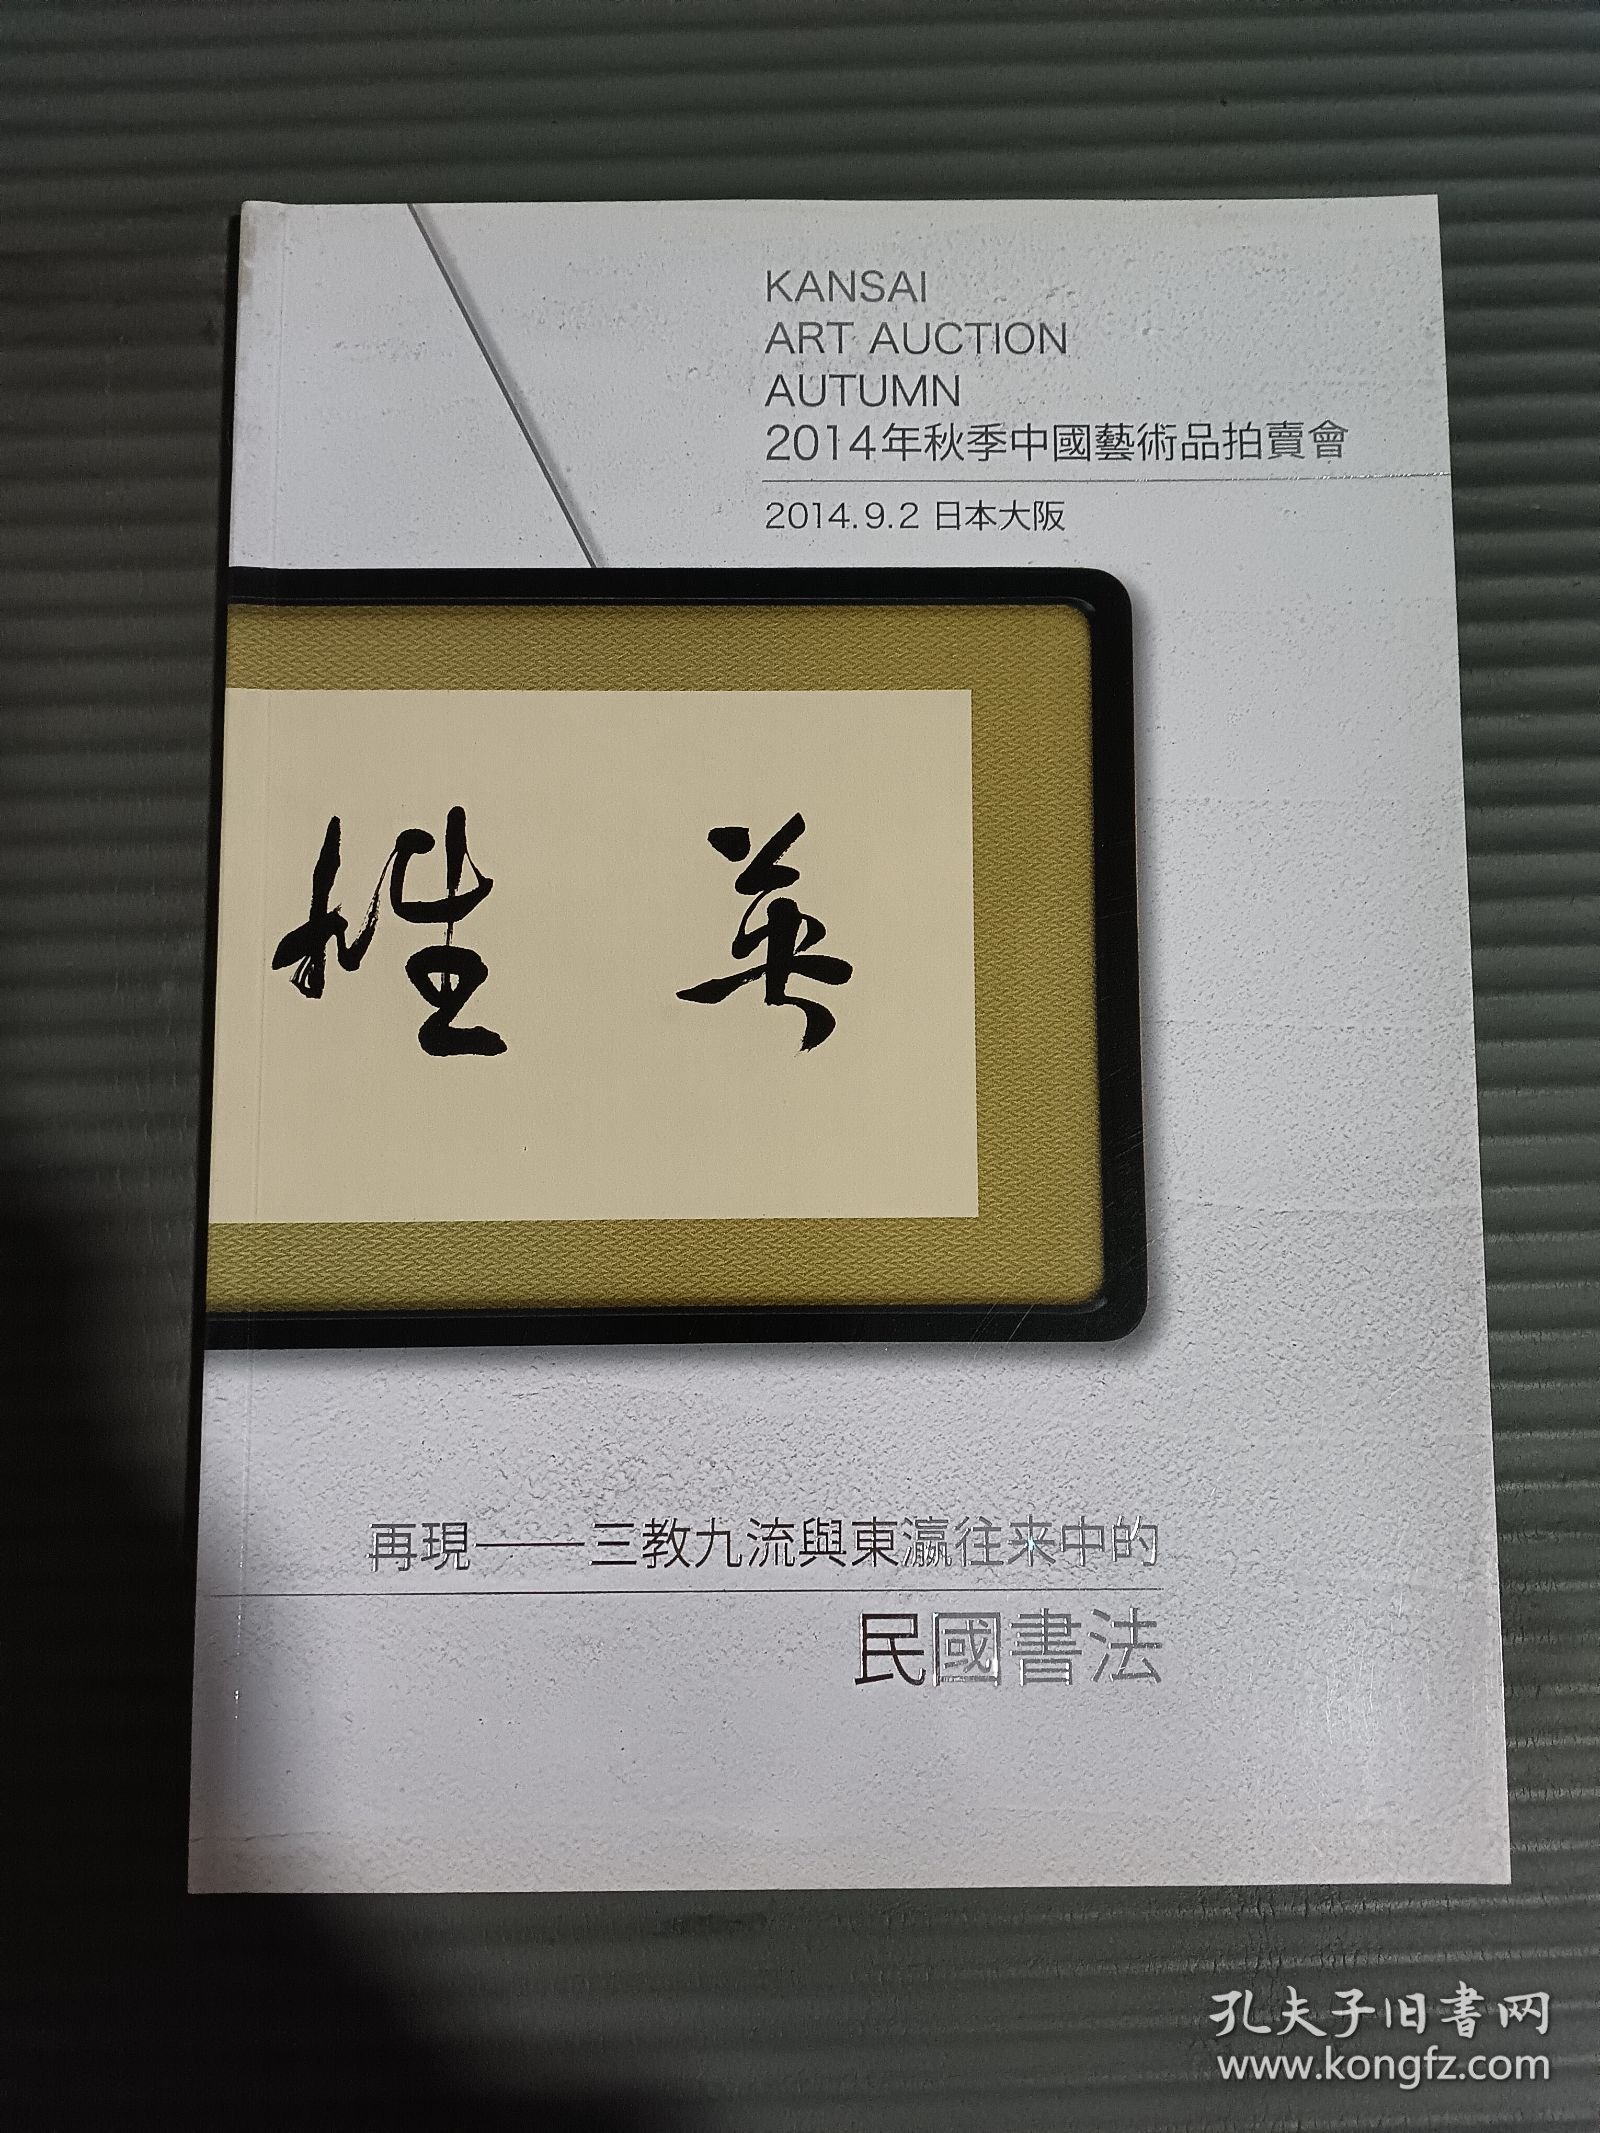 KANSAI
ART AUCTION
AUTUMN
2014年秋季中國藝術品拍賣會
2014.9.2 日本大阪
再現——三教九流與東瀛往来中的
民國書法
孔夫子旧书网
www.kongfz.com